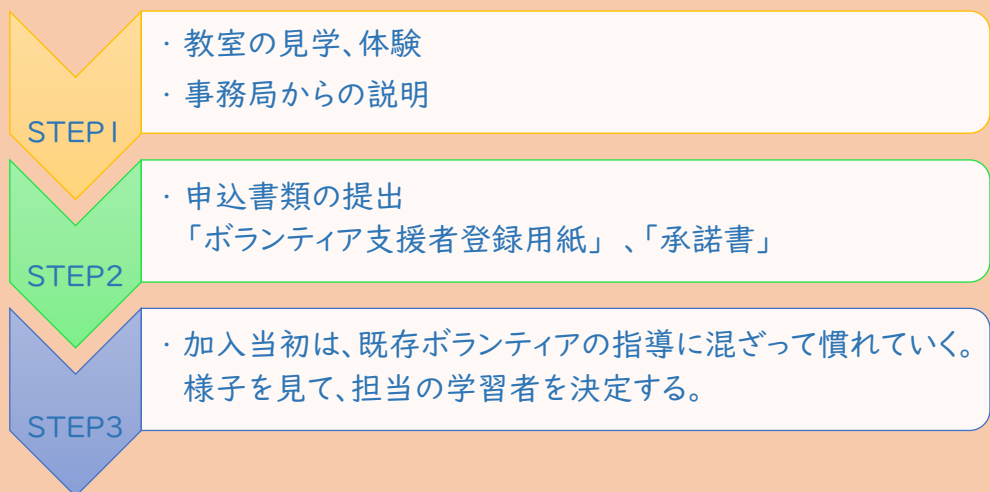 ・教室の見学、体験
・事務局からの説明
STEP1
・申込書類の提出
「ボランティア支援者登録用紙」、「承諾書」
STEP2
・加入当初は、既存ボランティアの指導に混ざって慣れていく。
様子を見て、担当の学習者を決定する。
STEP3